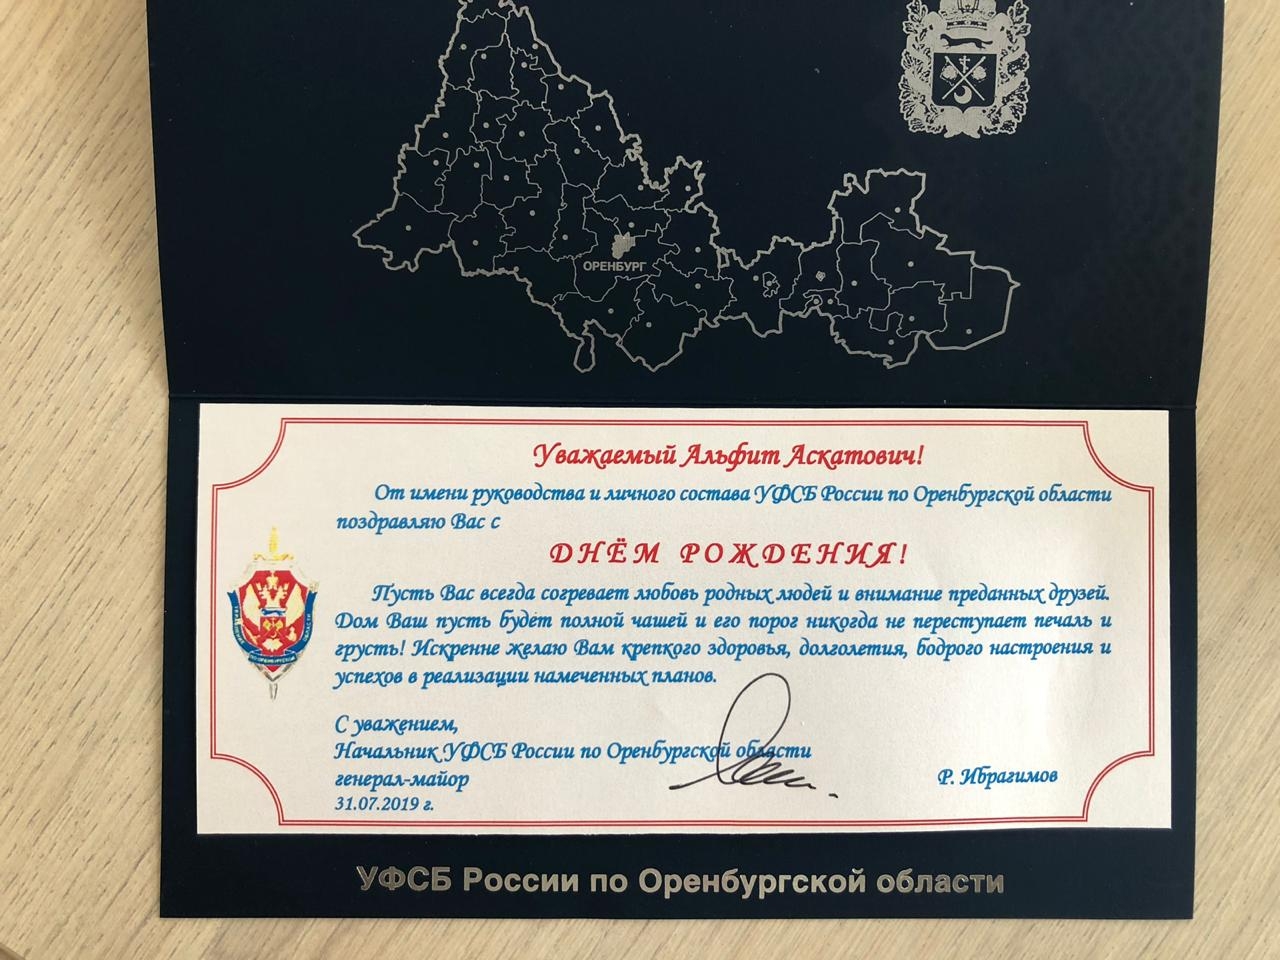 ОРЕНБУРГ
Уважаемый Альфит Аскатович!
От имени руководства и личного состава УФСБ России по Оренбургской области
поздравляю Вас с
ДНЁМ РОЖДЕНИЯ!
Пусть Вас всегда согревает любовь родных людей и внимание преданных друзей.
Дом Ваш пусть будет полной чашей и его порог никогда не переступает печаль и
грусть! Искренне желаю Вам крепкого здоровья, долголетия, бодрого настроения и
успехов в реализации намеченных планов.
С уважением,
Начальник УФСБ России по Оренбургской области
генерал-майор
Р. Ибрагимов
31.07.2019 г.
УФСБ России по Оренбургской области